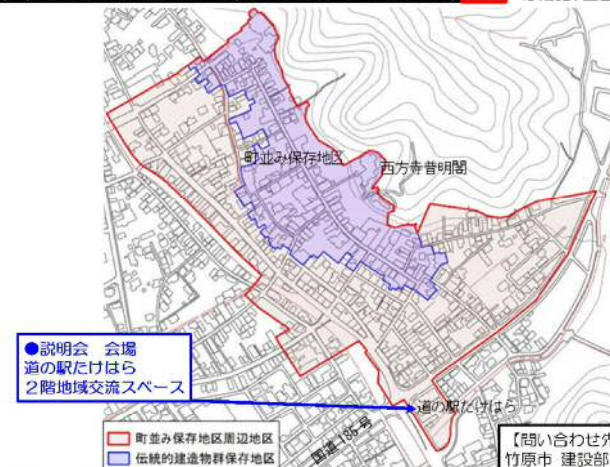 町並み保存地区
西方寺普明閣
●説明会 会場
道の駅たけはら
２階地域交流スペース
道の駅たけはら
国道185号
町並み保存地区周辺地区
伝統的建造物群保存地区
【問い合わせ先
竹原市 建設部